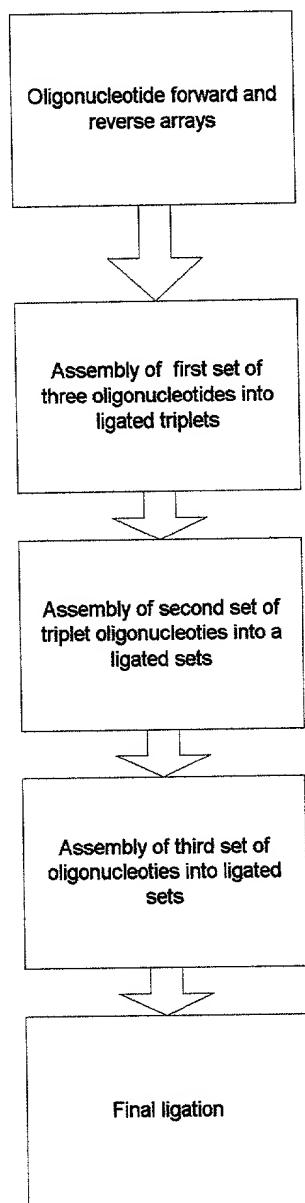 Oligonucleotide forward and
reverse arrays
Assembly of first set of
three oligonucleotides into
ligated triplets
Assembly of second set of
triplet oligonucleoties into a
ligated sets
Assembly of third set of
oligonucleoties into ligated
sets
Final ligation